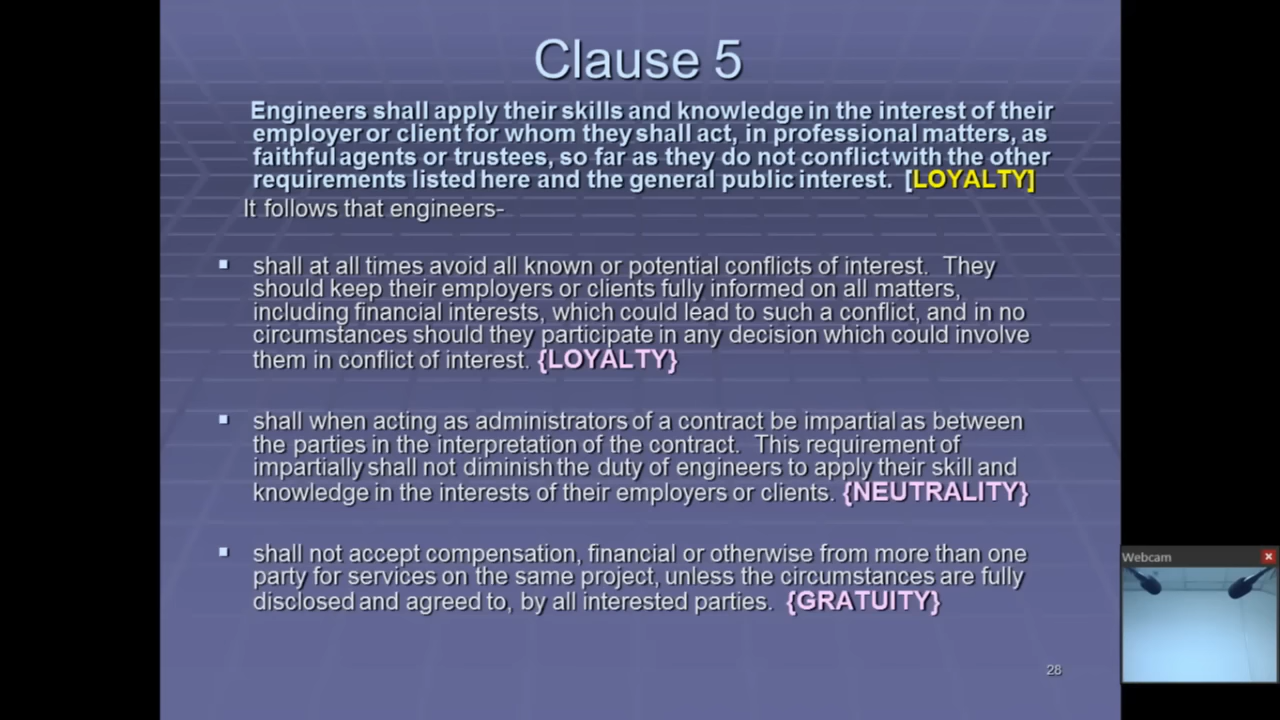 Clause 5
Engineers shall apply their skills and knowledge in the interest of their
employer or client for whom they shall act, in professional matters, as
faithful agents or trustees, so far as they do not conflict with the other
requirements listed here and the general public interest. [LOYALTY]
It follows that engineers-
shall at all times avoid all known or potential conflicts of interest. They
should keep their employers or clients fully informed on all matters,
including financial interests, which could lead to such a conflict, and in no
circumstances should they participate in any decision which could involve
them in conflict of interest. {LOYALTY}
shall when acting as administrators of a contract be impartial as between
the parties in the interpretation of the contract. This requirement of
impartially shall not diminish the duty of engineers to apply their skill and
knowledge in the interests of their employers or clients. {NEUTRALITY}
shall not accept compensation, financial or otherwise from more than one
party for services on the same project, unless the circumstances are fully
disclosed and agreed to, by all interested parties. {GRATUITY}
28
Webcam